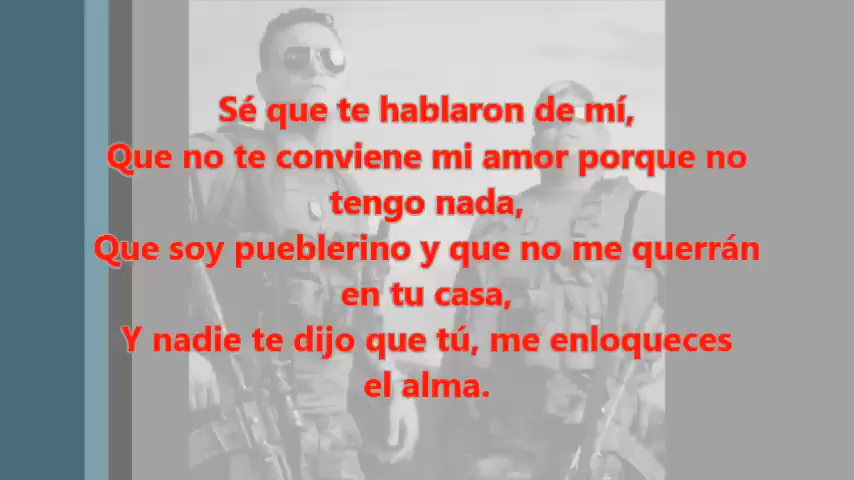 Sé que te hablaron de mí,
Que no te conviene mi amor porque no
tengo nada,
Que soy pueblerino y que no me querrán
en tu casa,
Y nadie te dijo que tú, me enloqueces
el alma.